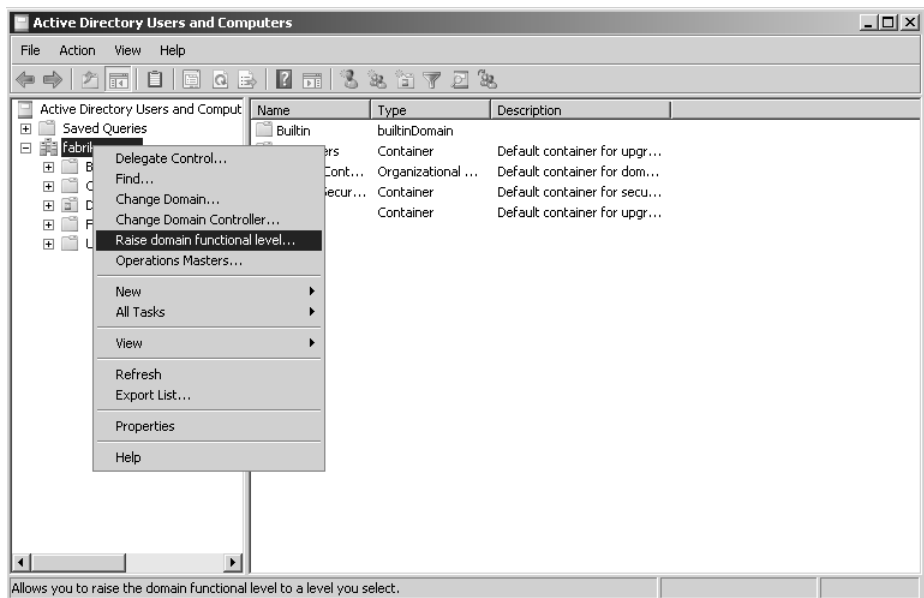 Active Directory Users and Computers
File Action View Help
Active Directory Users and Comput
Saved Queries
fabrik
B
C
D
F
U
Name Type Description
Builtin builtinDomain
ers Container Default container for upgr...
Cont... Organizational ... Default container for dom...
Secur... Container Default container for secu...
Container Default container for upgr...
Delegate Control...
Find...
Change Domain...
Change Domain Controller...
Raise domain functional level...
Operations Masters...
New
All Tasks
View
Refresh
Export List...
Properties
Help
Allows you to raise the domain functional level to a level you select.